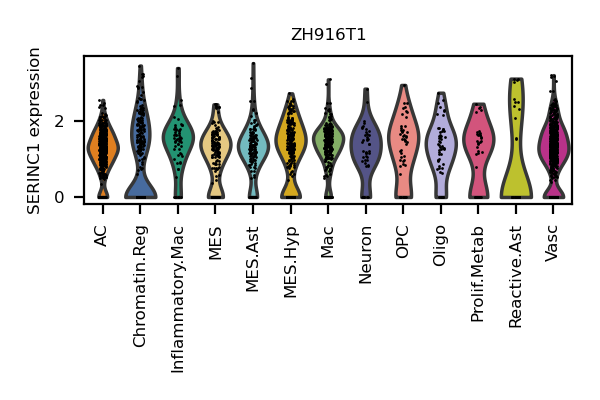 ZH916T1
SERINC1 expression
2
0
AC
Chromatin.Reg
Inflammatory.Mac
MES
MES.Ast
MES.Hyp
Mac
Neuron
OPC
Oligo
Prolif.Metab
Reactive.Ast
Vasc